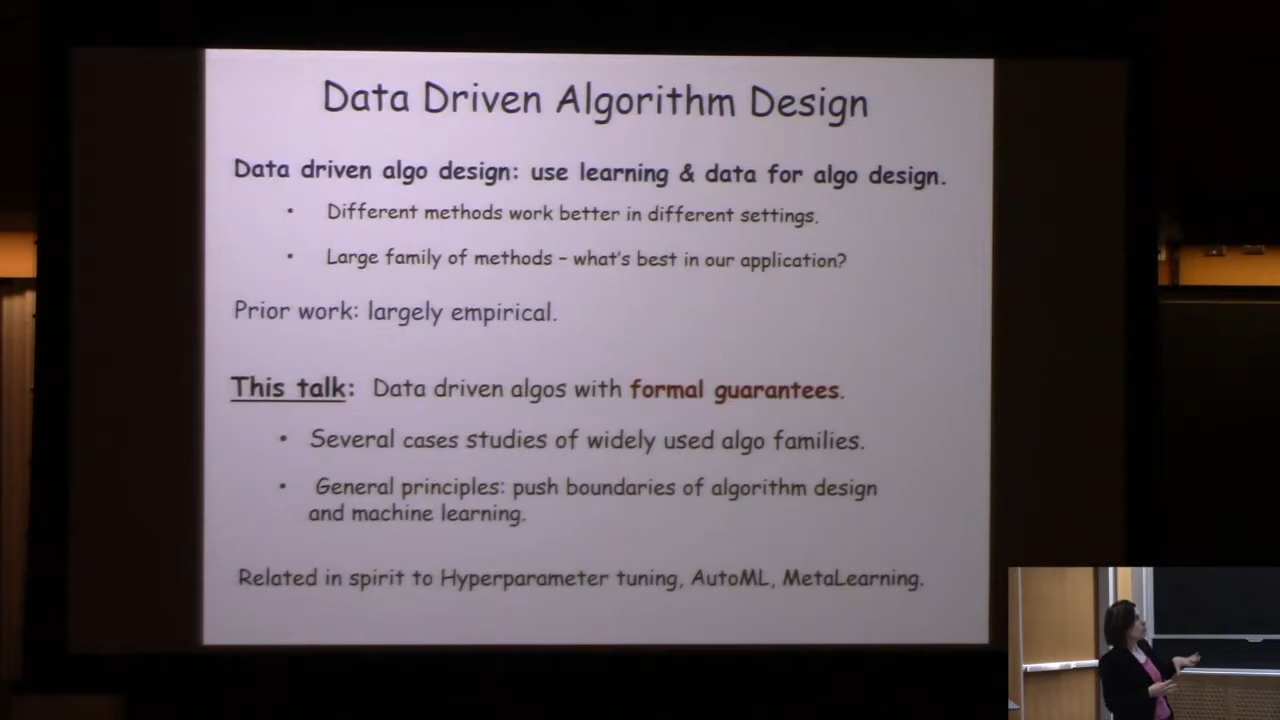 Data Driven Algorithm Design
Data driven algo design: use learning & data for algo design.
• Different methods work better in different settings.
• Large family of methods – what's best in our application?
Prior work: largely empirical.
This talk: Data driven algos with formal guarantees.
• Several cases studies of widely used algo families.
• General principles: push boundaries of algorithm design
and machine learning.
Related in spirit to Hyperparameter tuning, AutoML, MetaLearning.